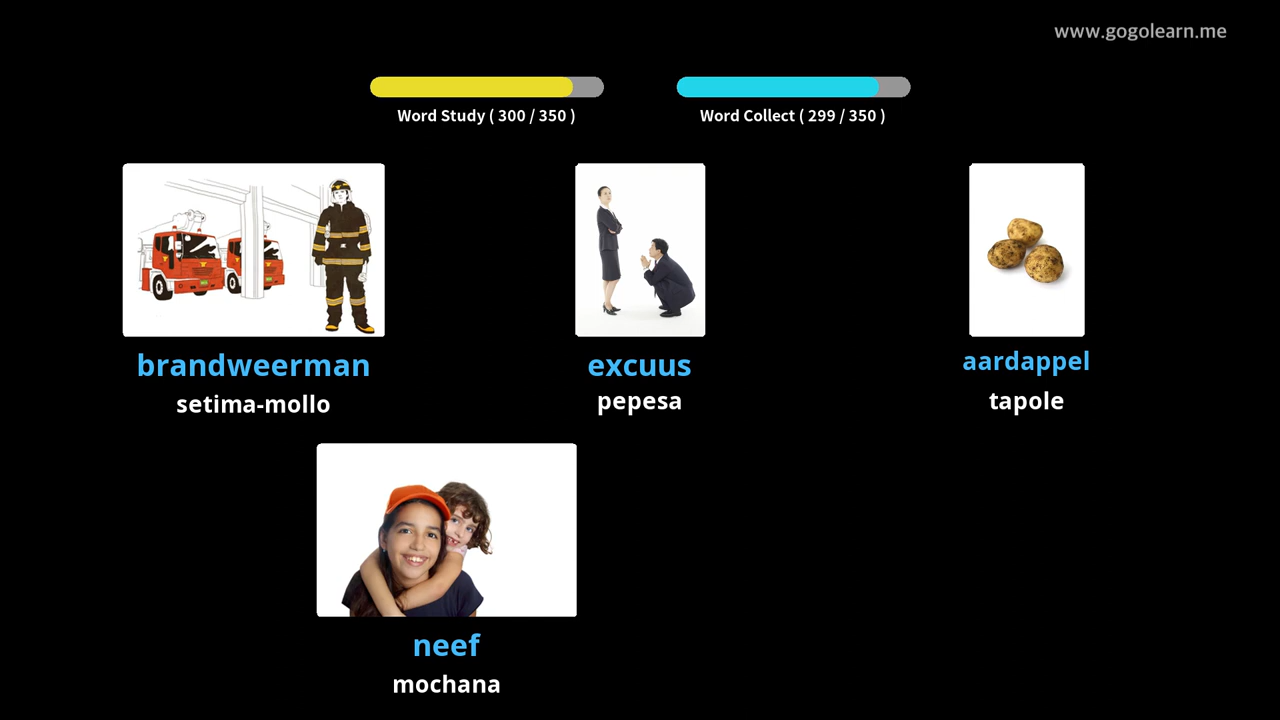 www.gogolearn.me
Word Study ( 300 / 350 )
Word Collect ( 299 / 350 )
brandweerman
setima-mollo
excuus
pepesa
aardappel
tapole
neef
mochana